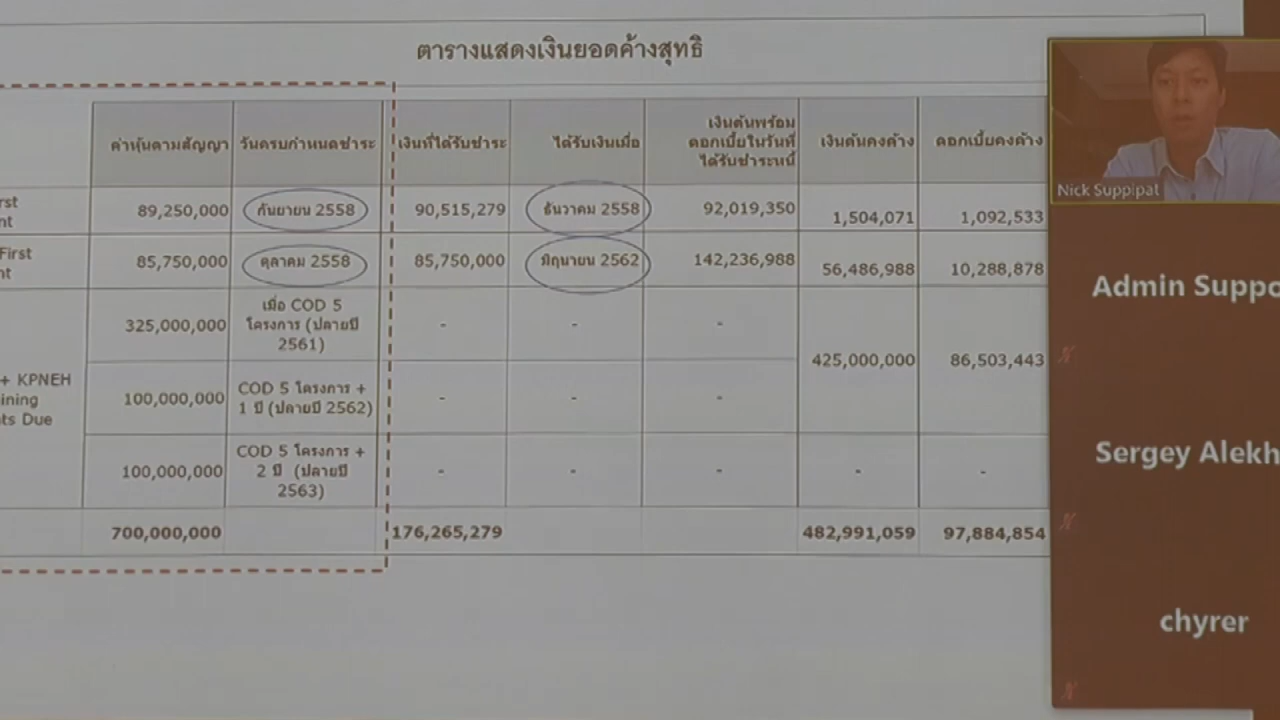 ตารางแสดงเงินยอดค้างสุทธิ
ค่าหุ้นตามสัญญา
วันครบกำหนดชำระ
เงินที่ได้รับชำระ
ได้รับเงินเมื่อ
เงินต้นพร้อม
ดอกเบี้ยในวันที่
ได้รับชำระหนี้
เงินต้นคงค้าง
ดอกเบี้ยคงค้าง
89,250,000
กันยายน 2558
90,515,279
ธันวาคม 2558
92,019,350
1,504,071
1,092,533
First
85,750,000
ตุลาคม 2558
85,750,000
มิถุนายน 2562
142,236,988
56,486,988
10,288,878
+ KPNEH
Due
325,000,000
เมื่อ COD 5
โครงการ (ปลายปี
2561)
-
-
-
425,000,000
86,503,443
100,000,000
COD 5 โครงการ +
1 ปี (ปลายปี 2562)
-
-
-
100,000,000
COD 5 โครงการ +
2 ปี (ปลายปี
2563)
-
-
-
-
-
700,000,000
176,265,279
482,991,059
97,884,854
Nick Suppipat
Admin Suppo
Sergey Alekh
chyrer